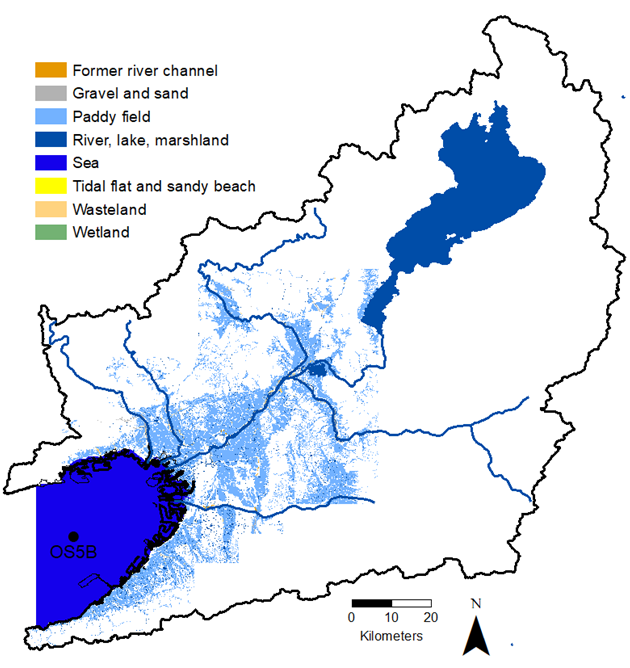 Former river channel
Gravel and sand
Paddy field
River, lake, marshland
Sea
Tidal flat and sandy beach
Wasteland
Wetland
OS5B
N
0 10 20
Kilometers